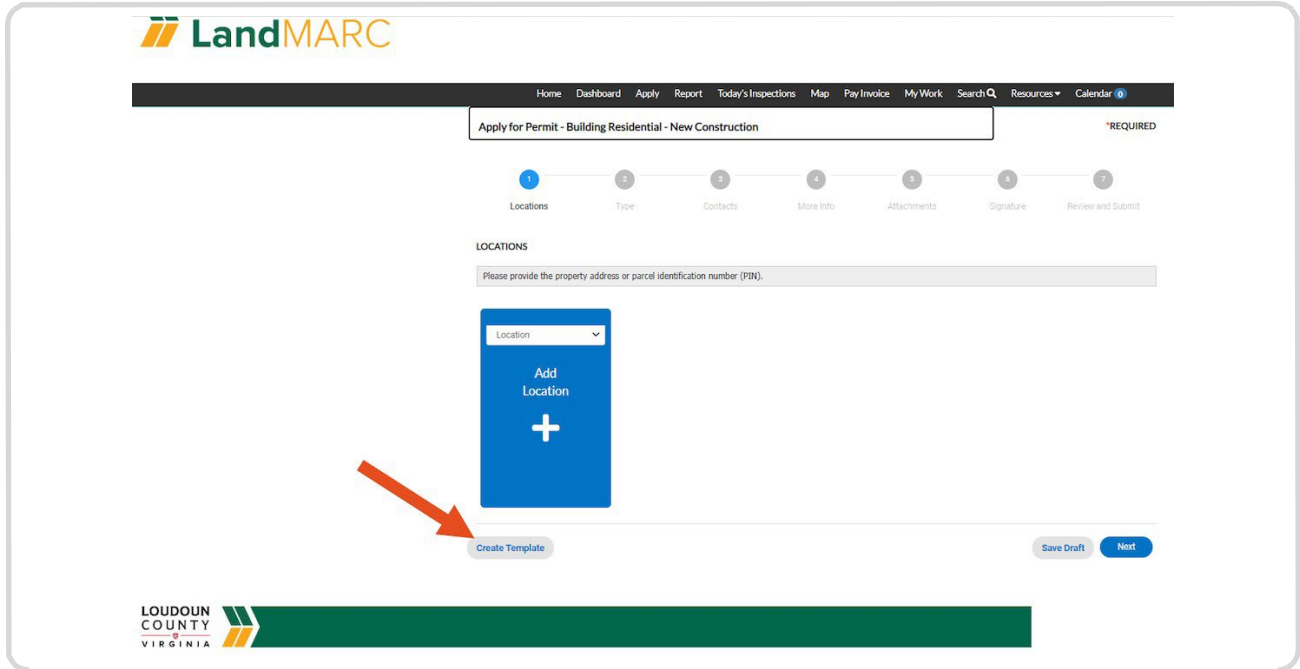 LandMARC
Home Dashboard Apply Report Today's Inspections Map Pay Invoice My Work Search Resources Calendar 0
Apply for Permit - Building Residential - New Construction
*REQUIRED
1 2 3 4 5 6 7
Locations Type Contacts More Info Attachments Signature Review and Submit
LOCATIONS
Please provide the property address or parcel identification number (PIN).
Location
Add
Location
Create Template
Save Draft Next
LOUDOUN
COUNTY
VIRGINIA